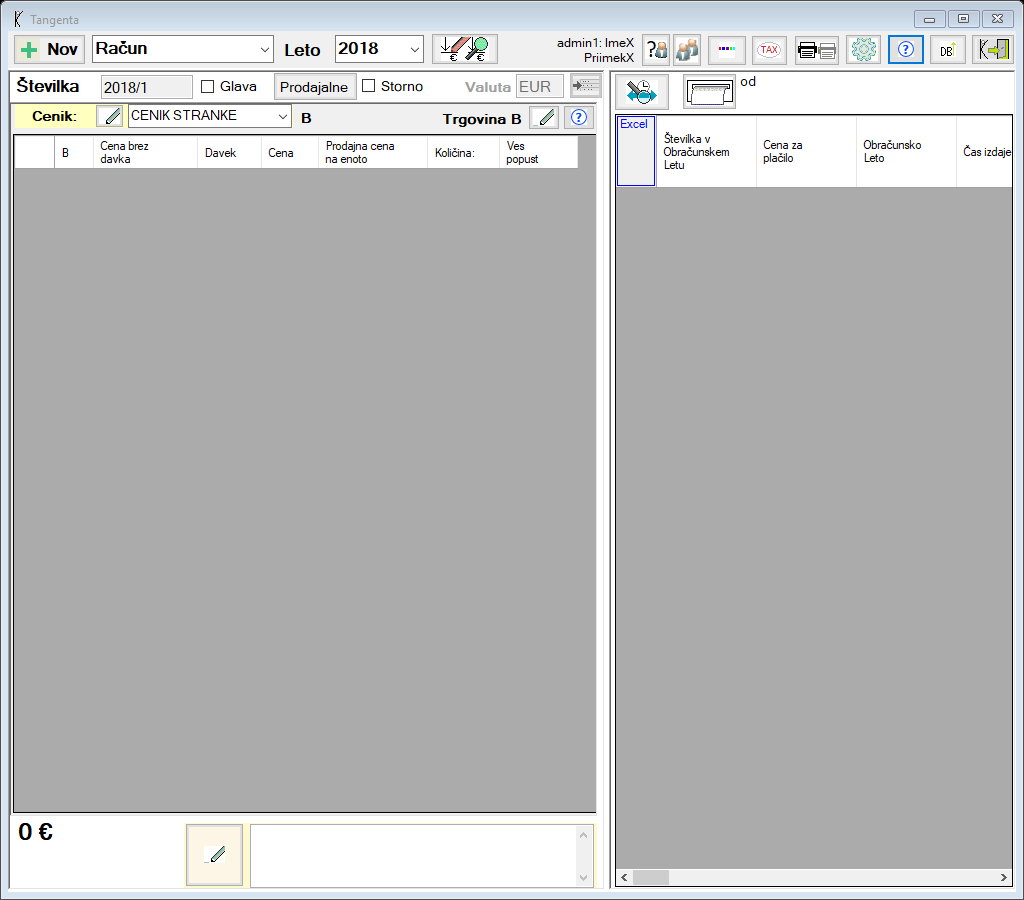 Tangenta
Nov
Račun
Leto
2018
admin1: ImeX
PriimekX
TAX
DB
Številka
2018/1
Glava
Prodajalne
Storno
Valuta
EUR
od
Cenik:
CENIK STRANKE
B
Trgovina B
B
Cena brez
davka
Davek
Cena
Prodajna cena
na enoto
Količina:
Ves
popust
Excel
Številka v
Obračunskem
Letu
Cena za
plačilo
Obračunsko
Leto
Čas izdaje
0 €